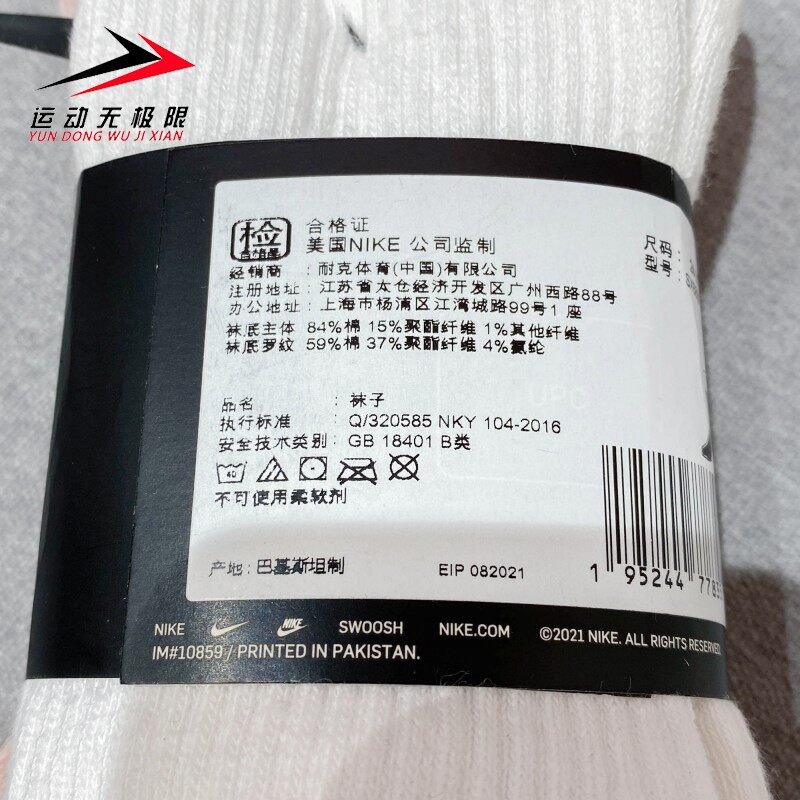 运动无极限
YUN DONG WU JI XIAN
检
合格证
美国NIKE 公司监制
经销商 : 耐克体育(中国)有限公司
注册地址: 江苏省太仓经济开发区广州西路88号
办公地址: 上海市杨浦区江湾城路99号1 座
袜底主体 84%棉 15%聚酯纤维 1%其他纤维
袜底罗纹 59%棉 37%聚酯纤维 4%氨纶
尺码:
型号:
品名 : 袜子
执行标准 : Q/320585 NKY 104-2016
安全技术类别: GB 18401 B类
40
不可使用柔软剂
产地: 巴基斯坦制
EIP 082021
1 95244 778
NIKE SWOOSH NIKE.COM ©2021 NIKE. ALL RIGHTS RESERVED
IM#10859 / PRINTED IN PAKISTAN.